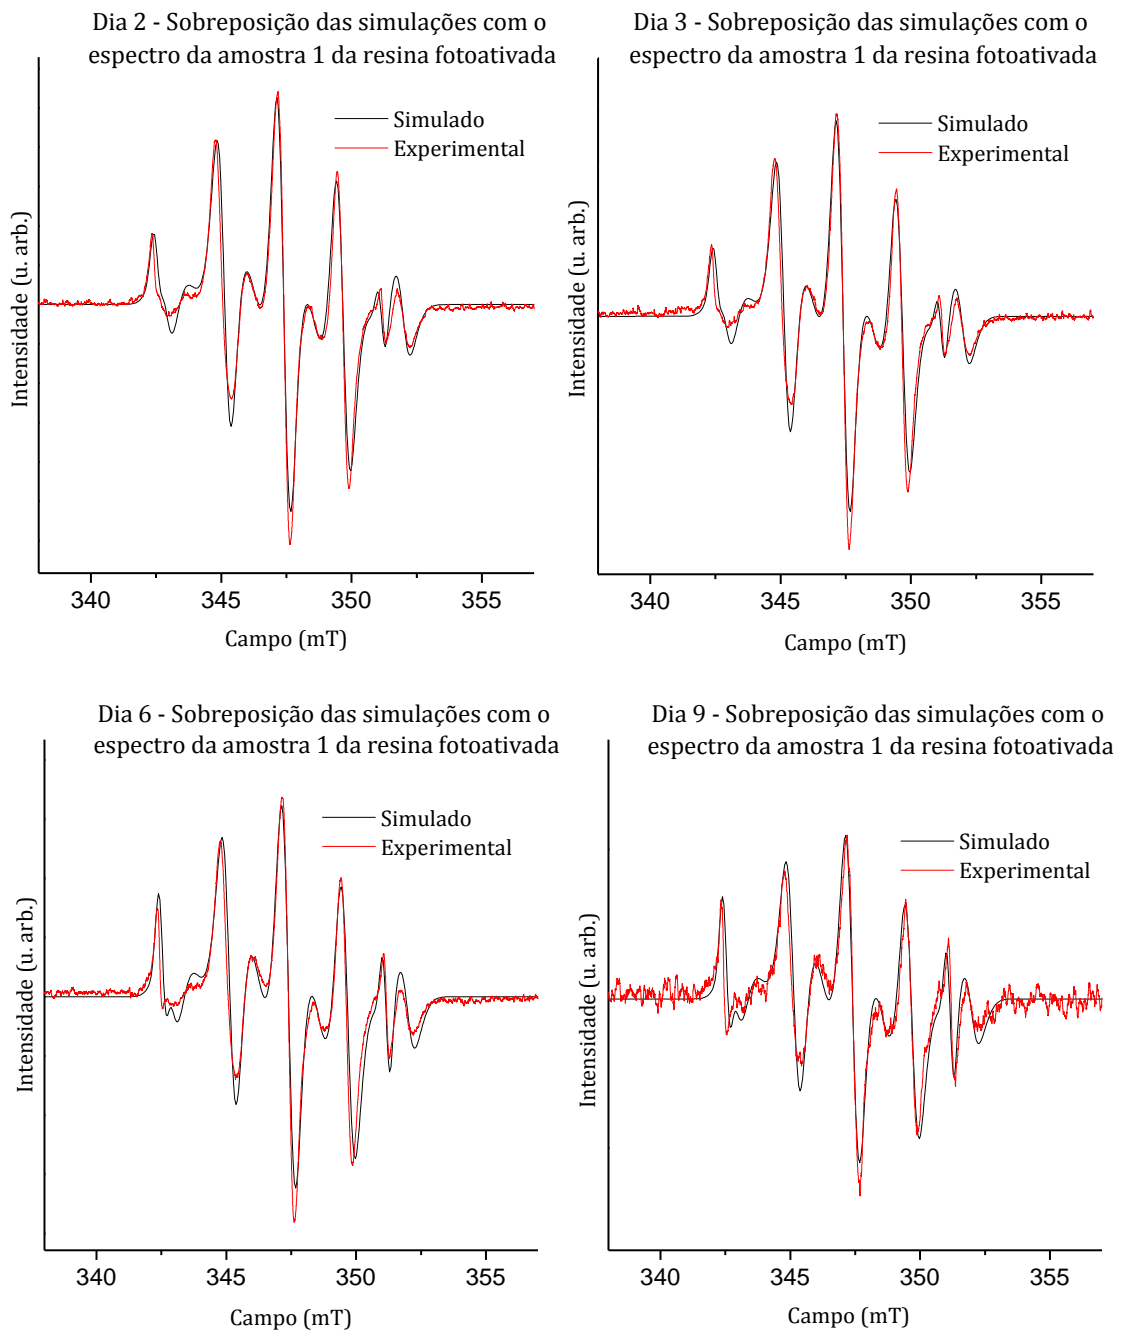 Dia 2 - Sobreposição das simulações com o
espectro da amostra 1 da resina fotoativada
Simulado
Experimental
Intensidade (u. arb.)
340 345 350 355
Campo (mT)
Dia 3 - Sobreposição das simulações com o
espectro da amostra 1 da resina fotoativada
Simulado
Experimental
Intensidade (u. arb.)
340 345 350 355
Campo (mT)
Dia 6 - Sobreposição das simulações com o
espectro da amostra 1 da resina fotoativada
Simulado
Experimental
Intensidade (u. arb.)
340 345 350 355
Campo (mT)
Dia 9 - Sobreposição das simulações com o
espectro da amostra 1 da resina fotoativada
Simulado
Experimental
Intensidade (u. arb.)
340 345 350 355
Campo (mT)